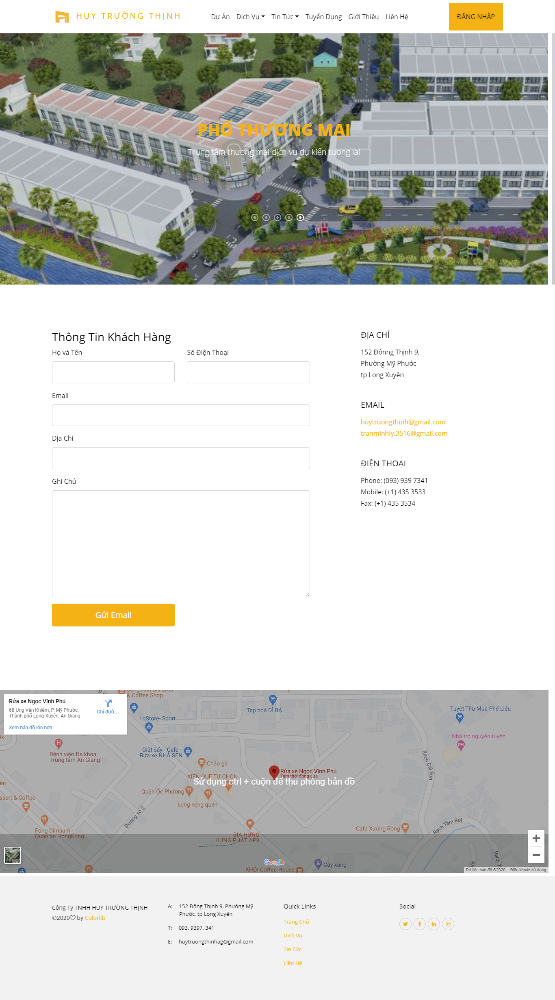 HUY TRƯỜNG THỊNH
Dự Án Dịch Vụ Tin Tức Tuyển Dụng Giới Thiệu Liên Hệ
ĐĂNG NHẬP
PHỐ THƯƠNG MẠI
Trung tâm thương mại dịch vụ dự kiến tương lai
Thông Tin Khách Hàng
Họ và Tên
Số Điện Thoại
Email
Địa Chỉ
Ghi Chú
Gửi Email
ĐỊA CHỈ
152 Đônng Thịnh 9,
Phường Mỹ Phước
tp Long Xuyên
EMAIL
huytruongthinh@gmail.com
tranminhly.3516@gmail.com
ĐIỆN THOẠI
Phone: (093) 939 7341
Mobile: (+1) 435 3533
Fax: (+1) 435 3534
Rửa xe Ngọc Vĩnh Phú
68 Ung Văn Khiêm, P. Mỹ Phước,
Thành phố Long Xuyên, An Giang
Chỉ đườ...
Xem bản đồ lớn hơn
& Coffee Shop
LqStore- Sport
Tạp hoá DÌ BA
Tuyết Thu Mua Phế Liệu
Nhà trọ nguyễn tuyền
9k
Bệnh viện Đa khoa
Trung tâm An Giang
Giặt sấy - Cafe -
Rửa xe NHÀ SEN
Cháo gà
XIÊN QUE TỰ CHỌN
Rửa xe Ngọc Vĩnh Phú
Tạm thời đóng cửa
Sử dụng ctrl + cuộn để thu phóng bản đồ
Rạch Cái Sơn
Quán Ốc Phương
Leng keng quán
ssert & Coffee
Đường số 2
Fong Dimsum -
Quán ăn HongKong
BIA HƯNG
HƯNG PHÁT AP8
Cafe Xương Rồng
Rạch Tầm Bót
Google
KHÓI Coffee House
Cây xăng
Dữ liệu bản đồ ©2020
Điều khoản sử dụng
Công Ty TNHH HUY TRƯỜNG THỊNH
©2020 by Colorlib
A: 152 Đông Thịnh 9, Phường Mỹ
Phước, tp Long Xuyên
T: 093. 9397. 341
E: huytruongthinhag@gmail.com
Quick Links
Trang Chủ
Dịch Vụ
Tin Tức
Liên Hệ
Social